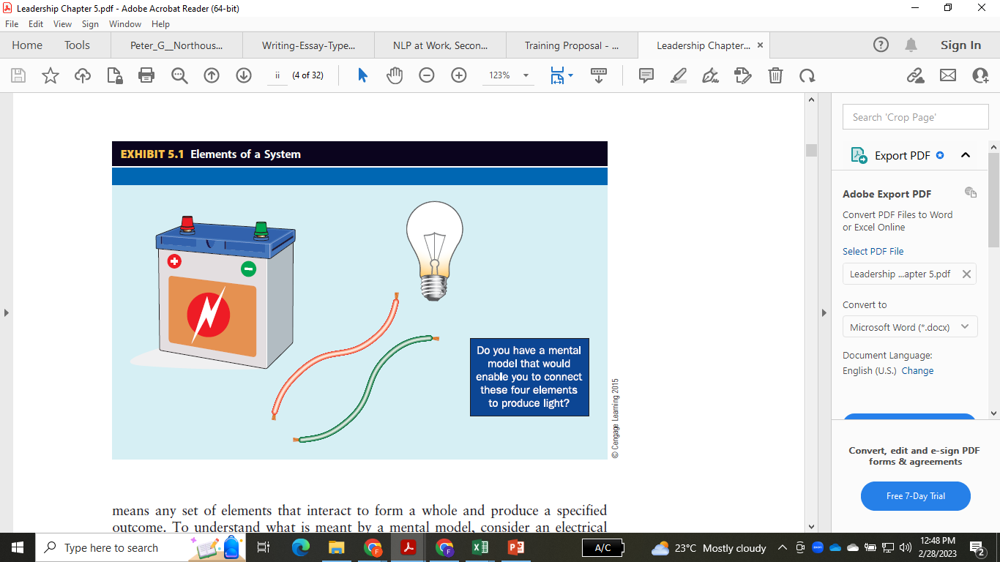 Leadership Chapter 5.pdf - Adobe Acrobat Reader (64-bit)
File Edit View Sign Window Help
Home Tools Peter_G__Northous... Writing-Essay-Type... NLP at Work, Secon... Training Proposal - ... Leadership Chapter... × Sign In
ii (4 of 32) 123%
EXHIBIT 5.1 Elements of a System
Do you have a mental
model that would
enable you to connect
these four elements
to produce light?
© Cengage Learning 2015
means any set of elements that interact to form a whole and produce a specified
outcome. To understand what is meant by a mental model, consider an electrical
Search 'Crop Page'
Export PDF
Adobe Export PDF
Convert PDF Files to Word
or Excel Online
Select PDF File
Leadership ...apter 5.pdf
Convert to
Microsoft Word (*.docx)
Document Language:
English (U.S.) Change
Convert, edit and e-sign PDF
forms & agreements
Free 7-Day Trial
Type here to search
A/C
23°C Mostly cloudy
12:48 PM
2/28/2023
2